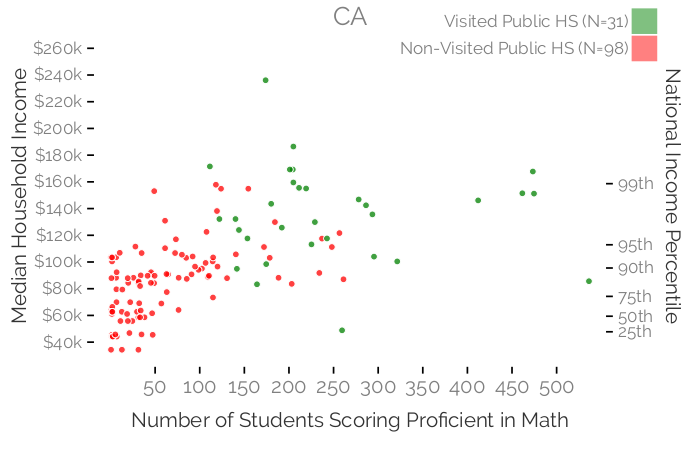 CA
Visited Public HS (N=31)
Non-Visited Public HS (N=98)
Median Household Income
$260k
$240k
$220k
$200k
$180k
$160k
$140k
$120k
$100k
$80k
$60k
$40k
National Income Percentile
99th
95th
90th
75th
50th
25th
50 100 150 200 250 300 350 400 450 500
Number of Students Scoring Proficient in Math